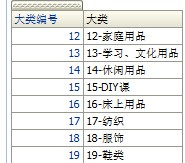 大类编号 大类
12 12-家庭用品
13 13-学习、文化用品
14 14-休闲用品
15 15-DIY课
16 16-床上用品
17 17-纺织
18 18-服饰
19 19-鞋类